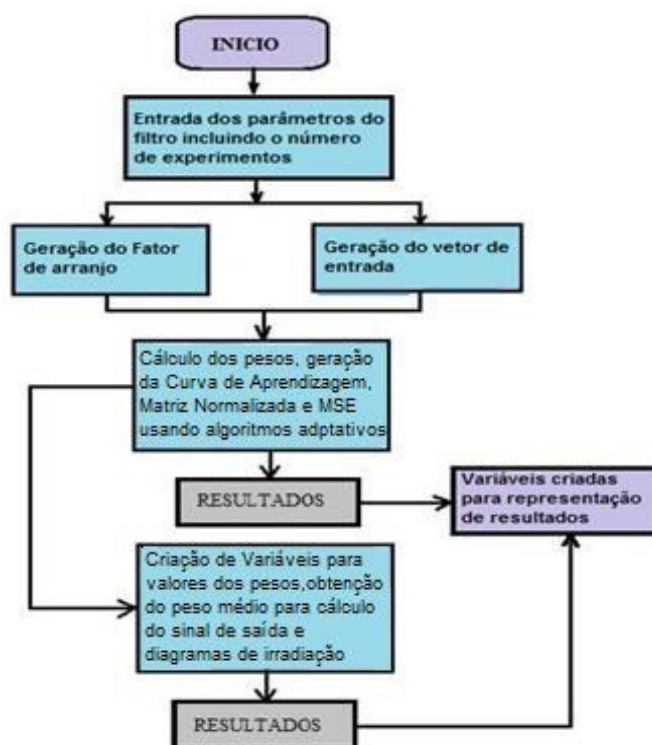 INICIO
Entrada dos parâmetros do
filtro incluindo o número
de experimentos
Geração do Fator
de arranjo
Geração do vetor de
entrada
Cálculo dos pesos, geração
da Curva de Aprendizagem,
Matriz Normalizada e MSE
usando algoritmos adptativos
RESULTADOS
Variáveis criadas
para representação
de resultados
Criação de Variáveis para
valores dos pesos,obtenção
do peso médio para cálculo
do sinal de saída e
diagramas de irradiação
RESULTADOS